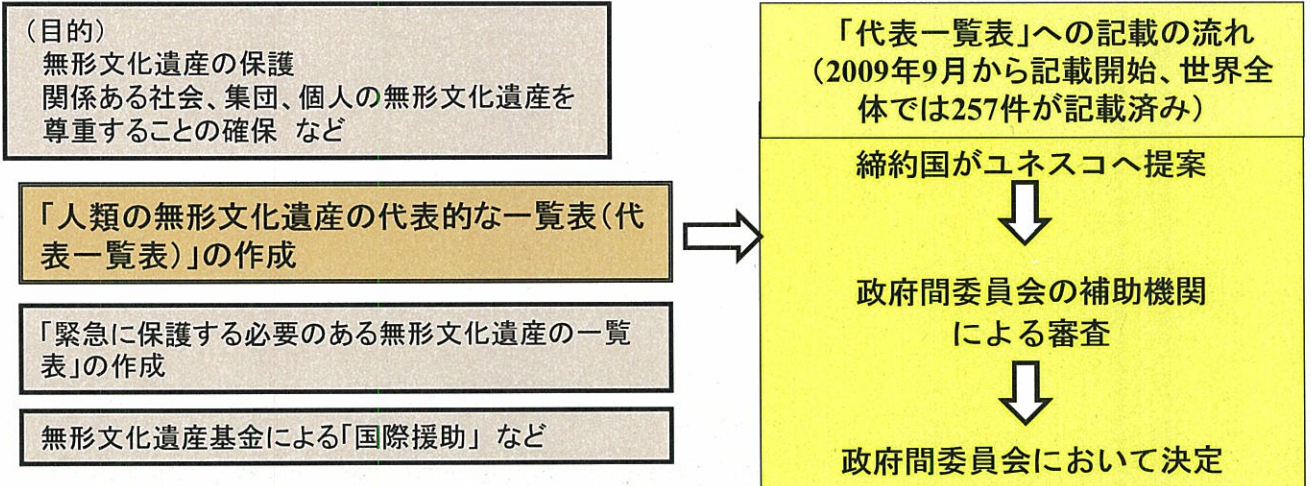 （目的）
無形文化遺産の保護
関係ある社会、集団、個人の無形文化遺産を
尊重することの確保 など
「人類の無形文化遺産の代表的な一覧表（代
表一覧表）」の作成
「緊急に保護する必要のある無形文化遺産の一覧
表」の作成
無形文化遺産基金による「国際援助」 など
「代表一覧表」への記載の流れ
（2009年9月から記載開始、世界全
体では257件が記載済み）
締約国がユネスコへ提案
政府間委員会の補助機関
による審査
政府間委員会において決定